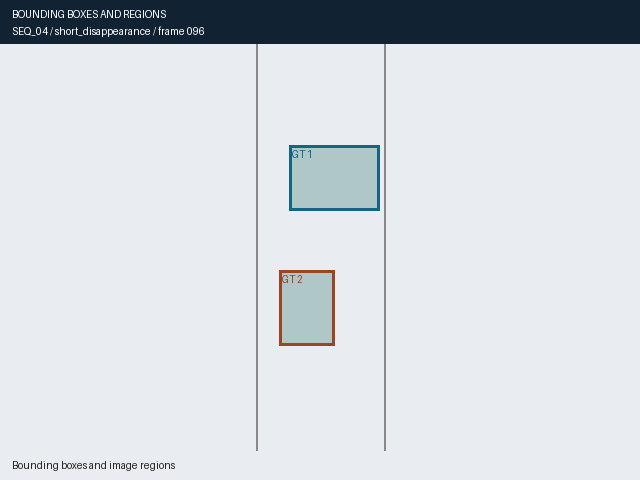 BOUNDING BOXES AND REGIONS
SEQ_04 / short_disappearance / frame 096
GT1
GT2
Bounding boxes and image regions